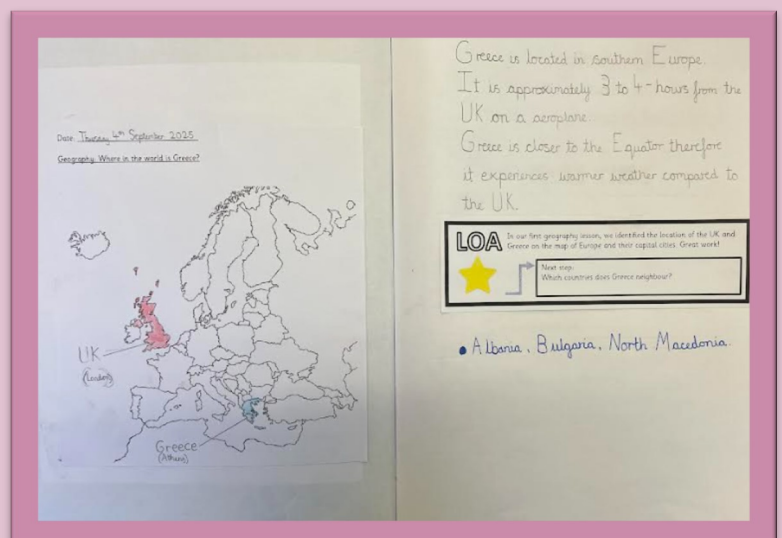 Date: Thursday 4th September 2025
Geography: Where in the world is Greece?
UK
(London)
Greece
(Athens)
Greece is located in southern Europe.
It is approximately 3 to 4-hours from the
UK on a aeroplane.
Greece is closer to the Equator therefore
it experiences warmer weather compared to
the UK.
LOA
In our first geography lesson, we identified the location of the UK and
Greece on the map of Europe and their capital cities. Great work!
Next step:
Which countries does Greece neighbour?
• Albania, Bulgaria, North Macedonia.